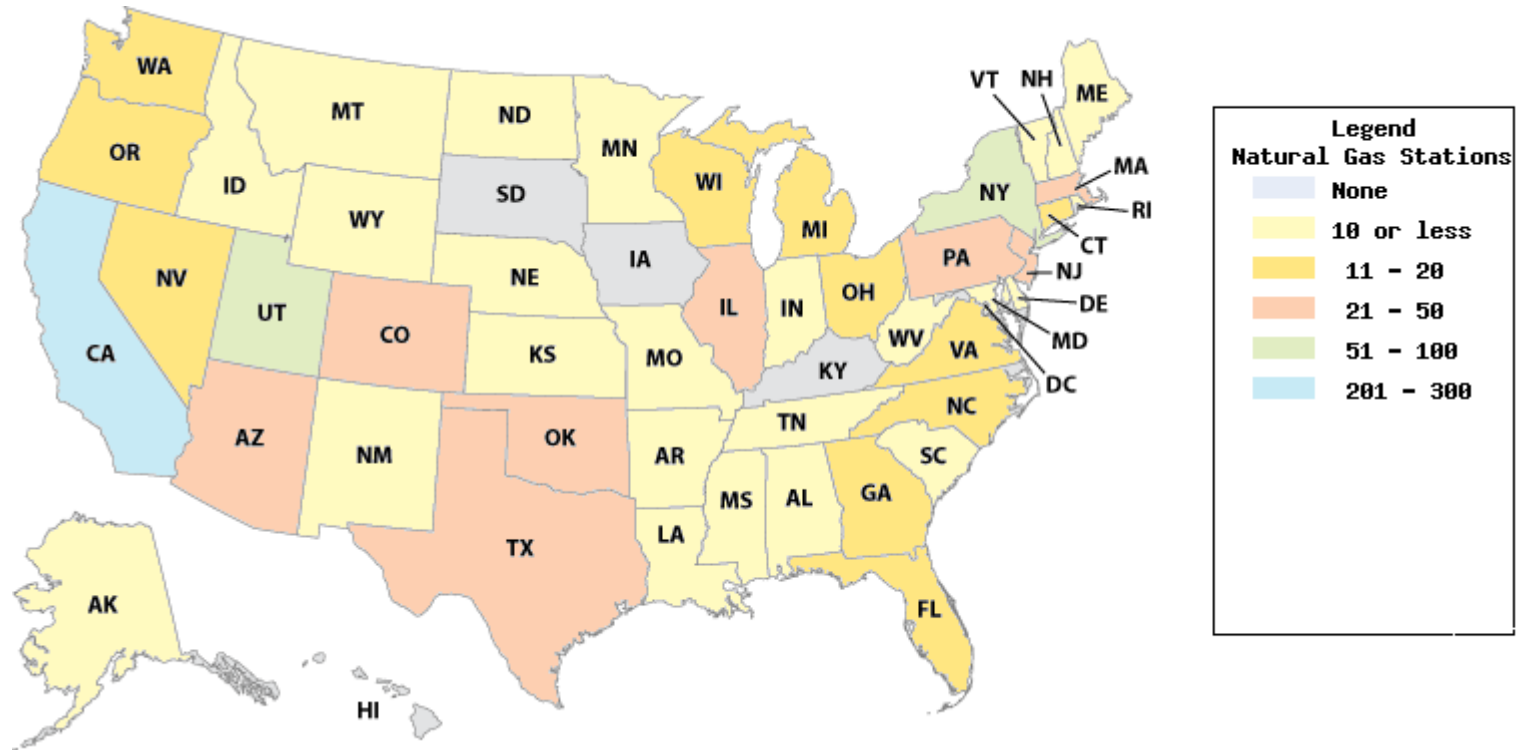 WA
OR
CA
NV
ID
MT
WY
UT
AZ
CO
NM
ND
SD
NE
KS
OK
TX
MN
IA
MO
AR
LA
WI
IL
MI
IN
OH
KY
TN
MS
AL
GA
FL
SC
NC
VA
WV
PA
NY
VT
NH
ME
MA
RI
CT
NJ
DE
MD
DC
AK
HI
Legend
Natural Gas Stations
None
10 or less
11 - 20
21 - 50
51 - 100
201 - 300